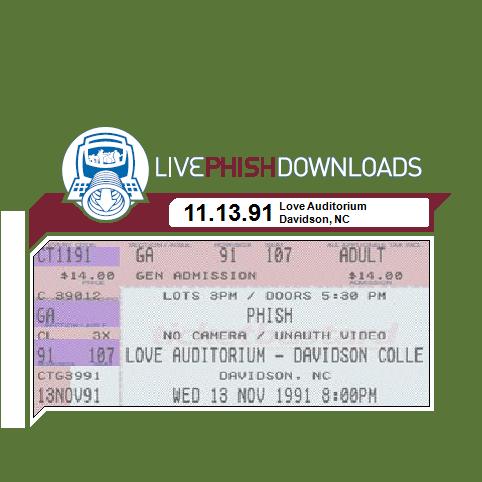 LIVEPHISHDOWNLOADS
11.13.91
Love Auditorium
Davidson, NC
CT1191 GA 91 107 ADULT
$14.00 GEN ADMISSION $14.00
C 39012 LOTS 3PM / DOORS 5:30 PM
GA PHISH
CL 3X NO CAMERA / UNAUTH VIDEO
91 107 LOVE AUDITORIUM - DAVIDSON COLLE
CTG3991 DAVIDSON. NC
13NOV91 WED 13 NOV 1991 8:00PM